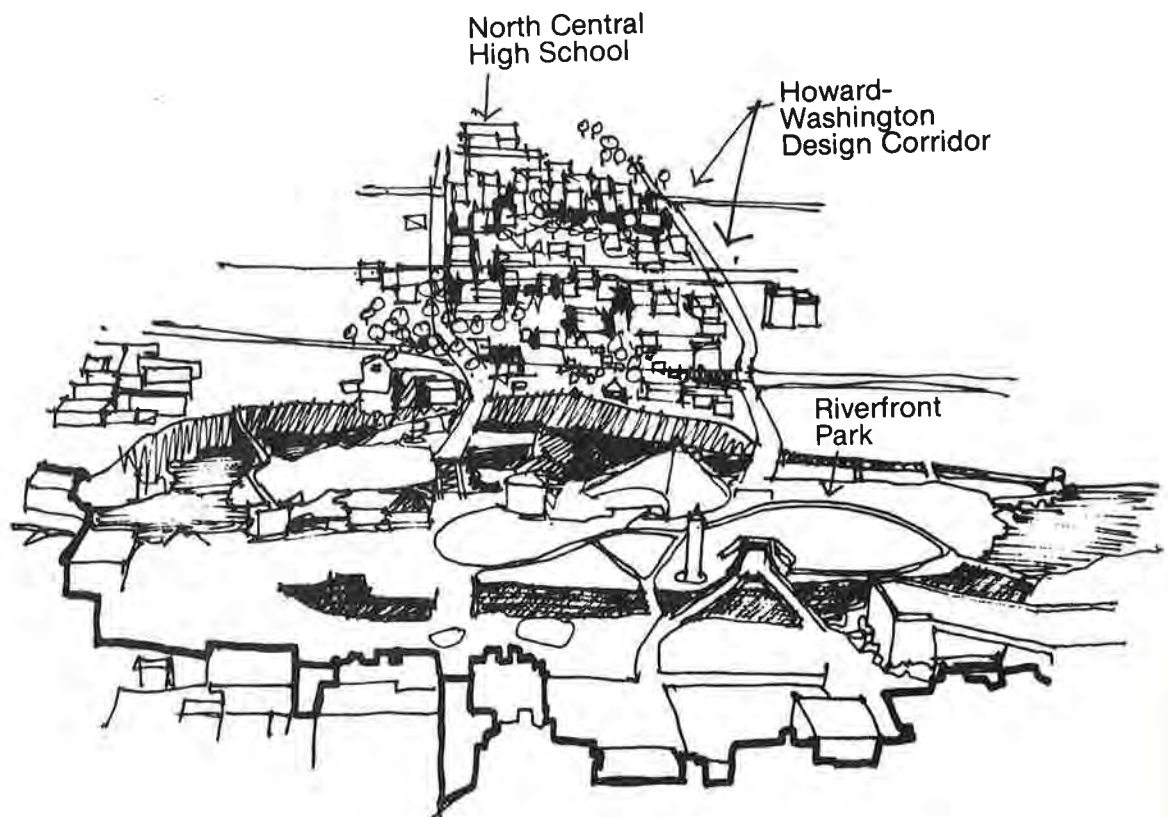 North Central
High School
Howard-
Washington
Design Corridor
Riverfront
Park